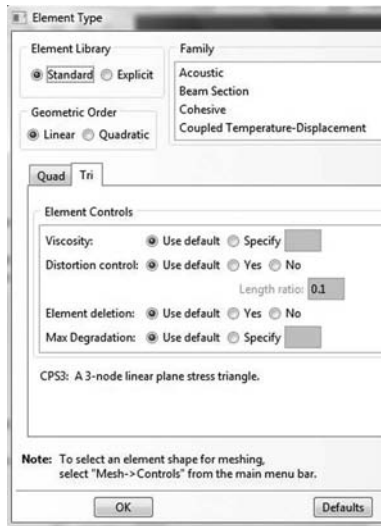 Element Type
Element Library
Family
Standard Explicit
Acoustic
Beam Section
Cohesive
Coupled Temperature-Displacement
Geometric Order
Linear Quadratic
Quad Tri
Element Controls
Viscosity: Use default Specify
Distortion control: Use default Yes No
Length ratio: 0.1
Element deletion: Use default Yes No
Max Degradation: Use default Specify
CPS3: A 3-node linear plane stress triangle.
Note: To select an element shape for meshing,
select "Mesh->Controls" from the main menu bar.
OK Defaults